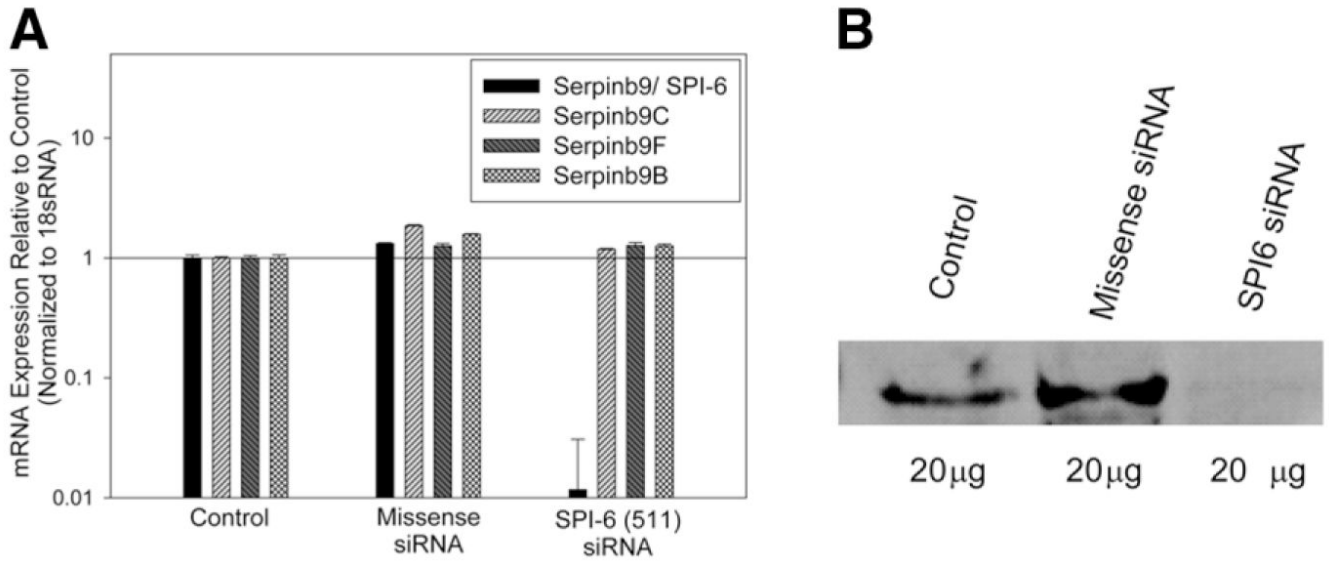 A
mRNA Expression Relative to Control
(Normalized to 18sRNA)
10
1
0.1
0.01
Serpinb9/ SPI-6
Serpinb9C
Serpinb9F
Serpinb9B
Control
Missense
siRNA
SPI-6 (511)
siRNA
B
Control
Missense siRNA
SPI6 siRNA
20μg
20μg
20 μg